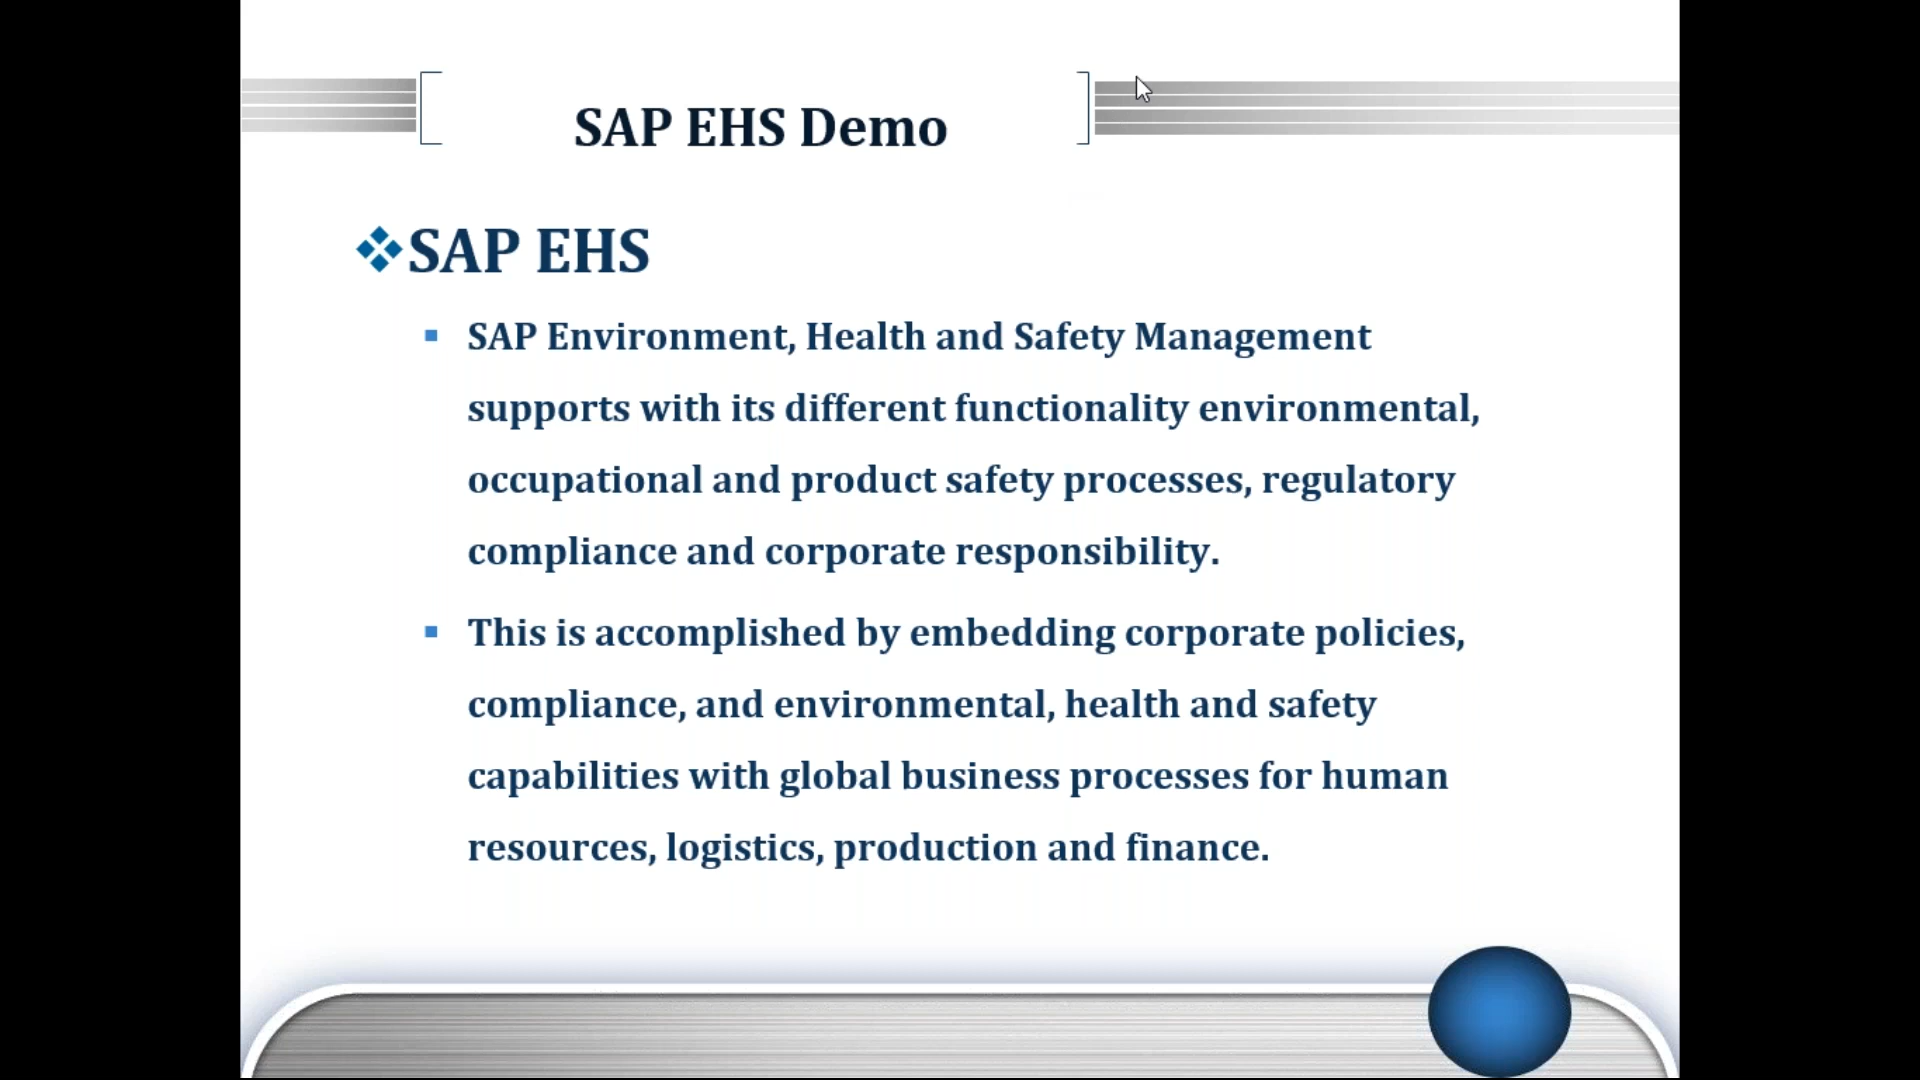 SAP EHS Demo
SAP EHS
SAP Environment, Health and Safety Management
supports with its different functionality environmental,
occupational and product safety processes, regulatory
compliance and corporate responsibility.
This is accomplished by embedding corporate policies,
compliance, and environmental, health and safety
capabilities with global business processes for human
resources, logistics, production and finance.